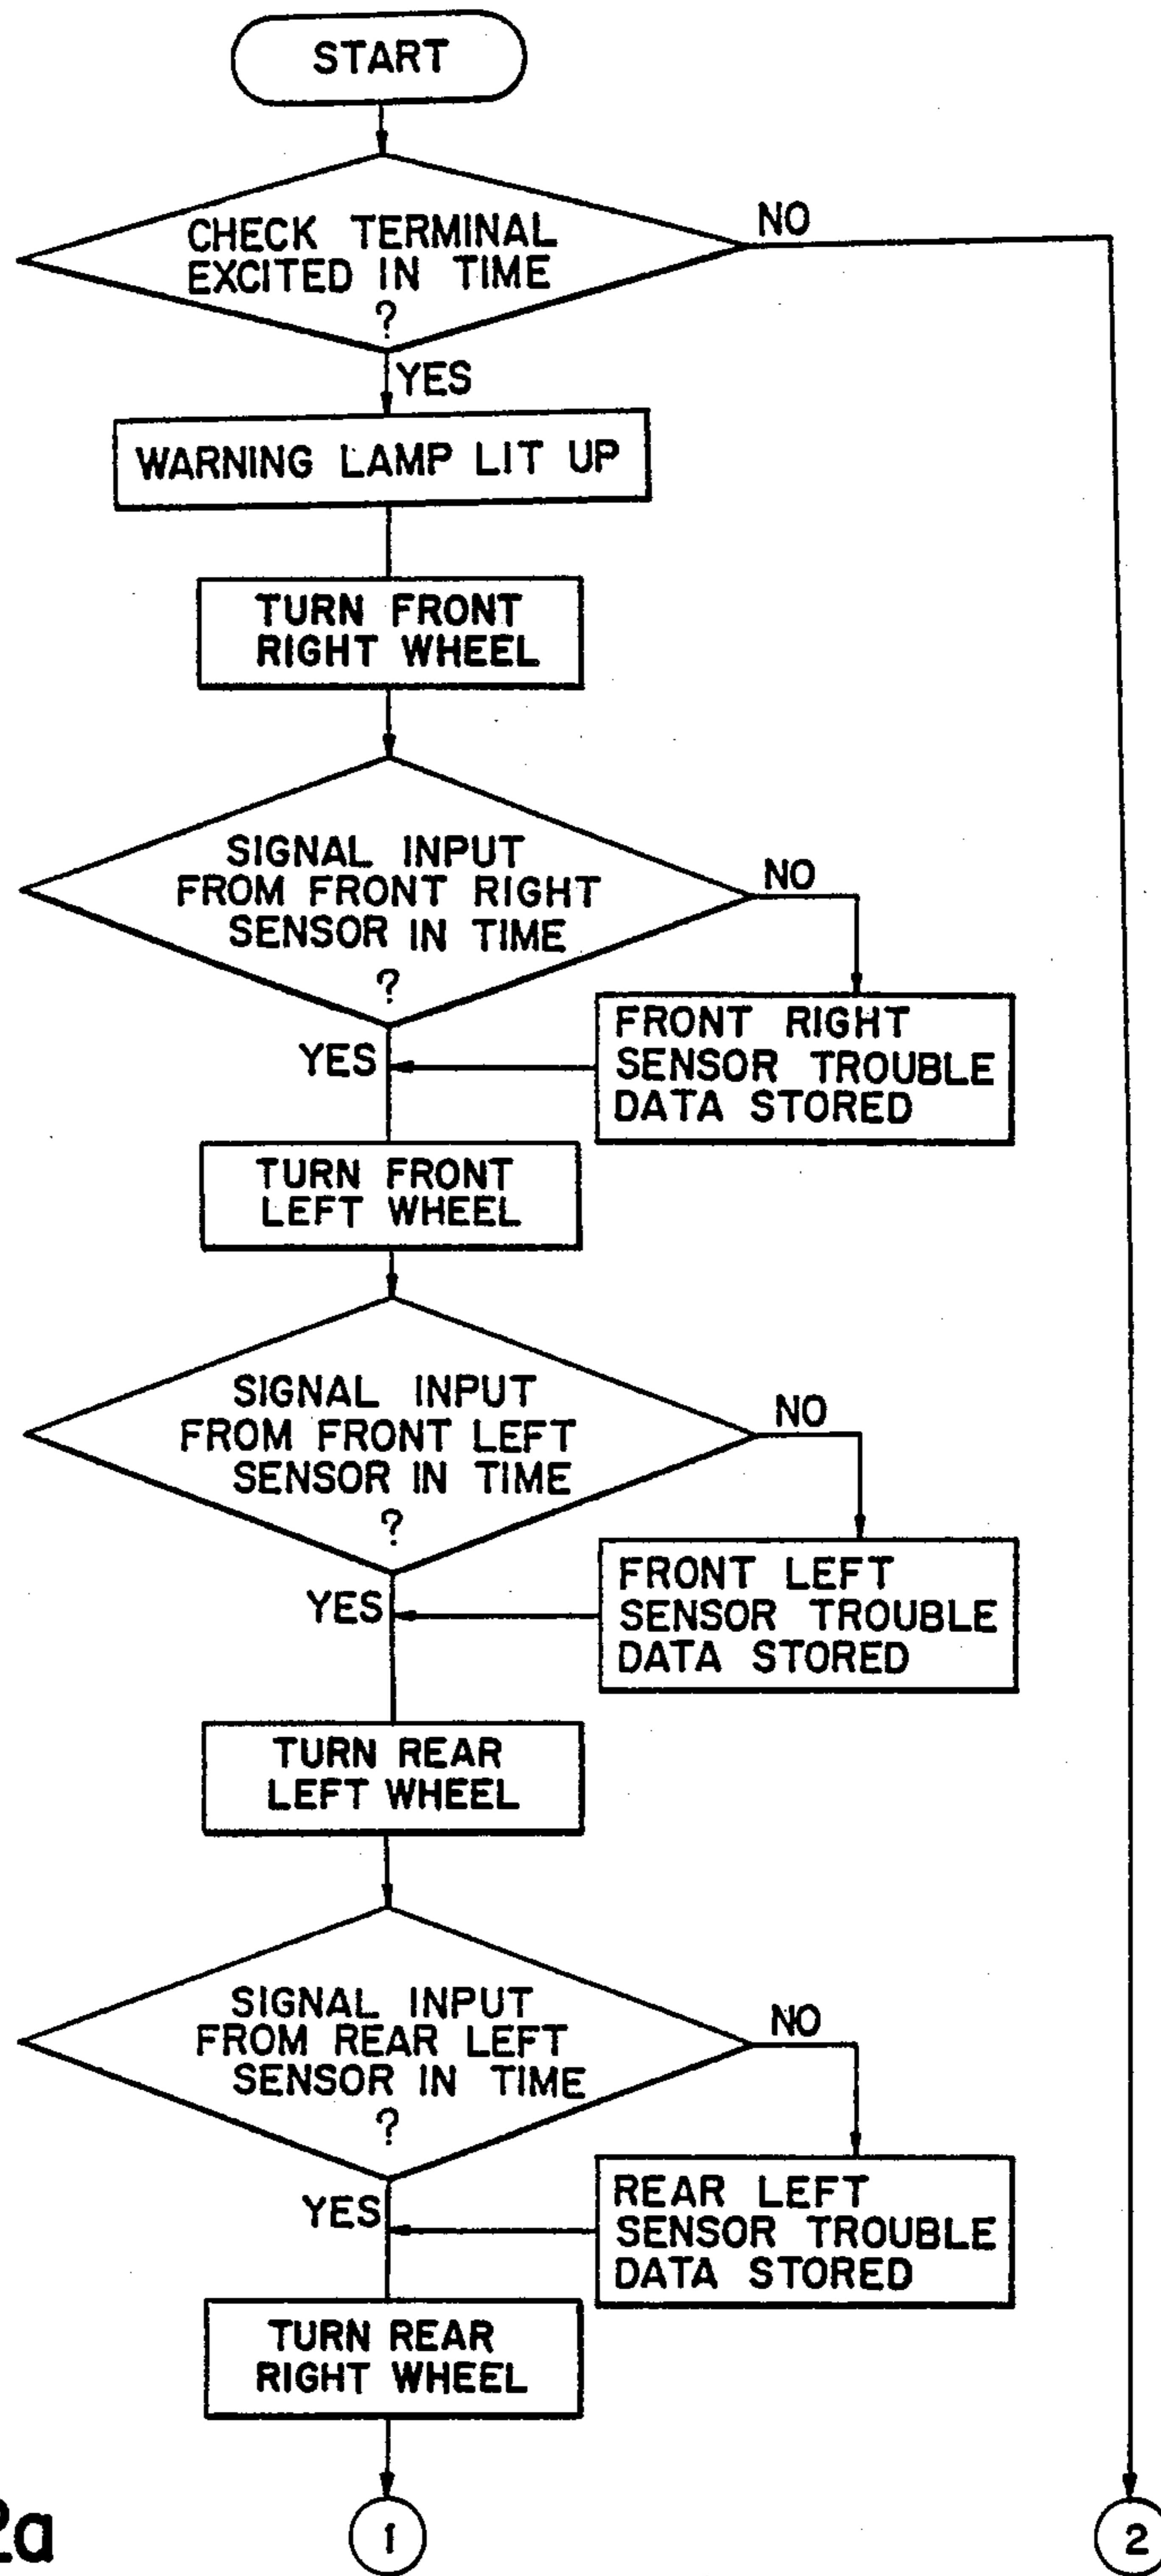 START
CHECK TERMINAL
EXCITED IN TIME
?
NO
YES
WARNING LAMP LIT UP
TURN FRONT
RIGHT WHEEL
SIGNAL INPUT
FROM FRONT RIGHT
SENSOR IN TIME
?
NO
YES
FRONT RIGHT
SENSOR TROUBLE
DATA STORED
TURN FRONT
LEFT WHEEL
SIGNAL INPUT
FROM FRONT LEFT
SENSOR IN TIME
?
NO
YES
FRONT LEFT
SENSOR TROUBLE
DATA STORED
TURN REAR
LEFT WHEEL
SIGNAL INPUT
FROM REAR LEFT
SENSOR IN TIME
?
NO
YES
REAR LEFT
SENSOR TROUBLE
DATA STORED
TURN REAR
RIGHT WHEEL
2a
1
2